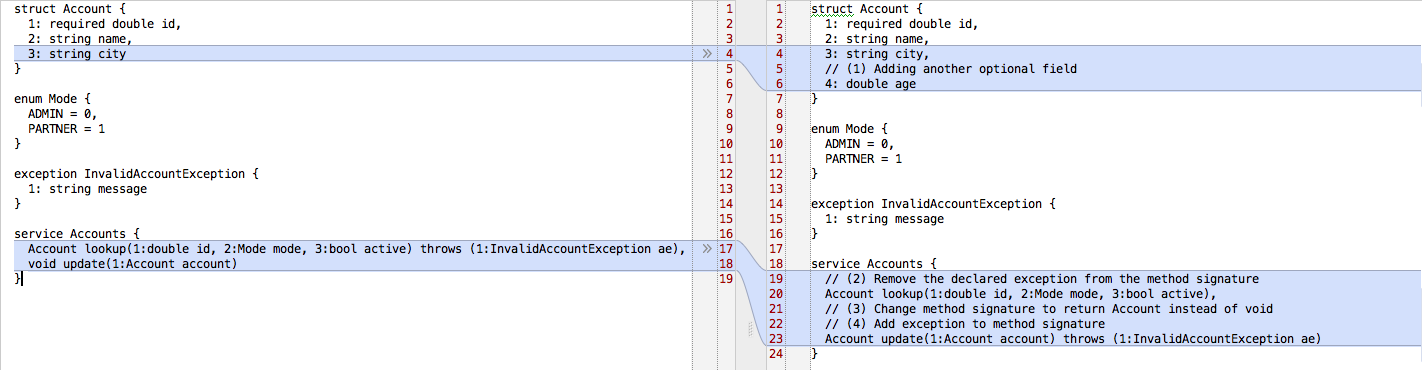 struct Account {
  1: required double id,
  2: string name,
  3: string city
}

enum Mode {
  ADMIN = 0,
  PARTNER = 1
}

exception InvalidAccountException {
  1: string message
}

service Accounts {
  Account lookup(1:double id, 2:Mode mode, 3:bool active) throws (1:InvalidAccountException ae),
  void update(1:Account account)
}
1
2
3
» 4
5
6
7
8
9
10
11
12
13
14
15
16
» 17
18
19
1
2
3
4
5
6
7
8
9
10
11
12
13
14
15
16
17
18
19
20
21
22
23
24
struct Account {
  1: required double id,
  2: string name,
  3: string city,
  // (1) Adding another optional field
  4: double age
}

enum Mode {
  ADMIN = 0,
  PARTNER = 1
}

exception InvalidAccountException {
  1: string message
}

service Accounts {
  // (2) Remove the declared exception from the method signature
  Account lookup(1:double id, 2:Mode mode, 3:bool active),
  // (3) Change method signature to return Account instead of void
  // (4) Add exception to method signature
  Account update(1:Account account) throws (1:InvalidAccountException ae)
}